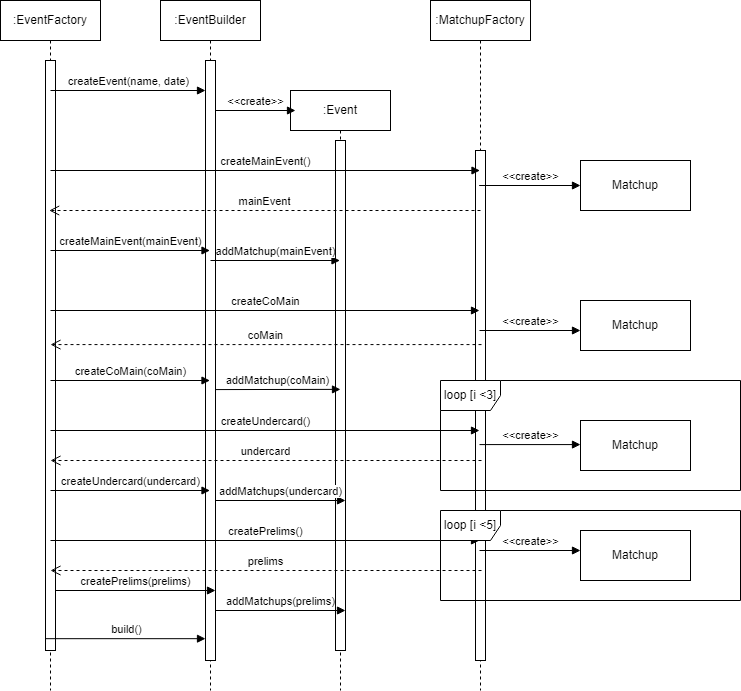 :EventFactory
:EventBuilder
:MatchupFactory
createEvent(name, date)
<<create>>
:Event
createMainEvent()
<<create>>
Matchup
mainEvent
createMainEvent(mainEvent)
addMatchup(mainEvent)
createCoMain
<<create>>
Matchup
coMain
createCoMain(coMain)
addMatchup(coMain)
loop [i <3]
createUndercard()
<<create>>
Matchup
undercard
createUndercard(undercard)
addMatchups(undercard)
loop [i <5]
createPrelims()
<<create>>
Matchup
prelims
createPrelims(prelims)
addMatchups(prelims)
build()